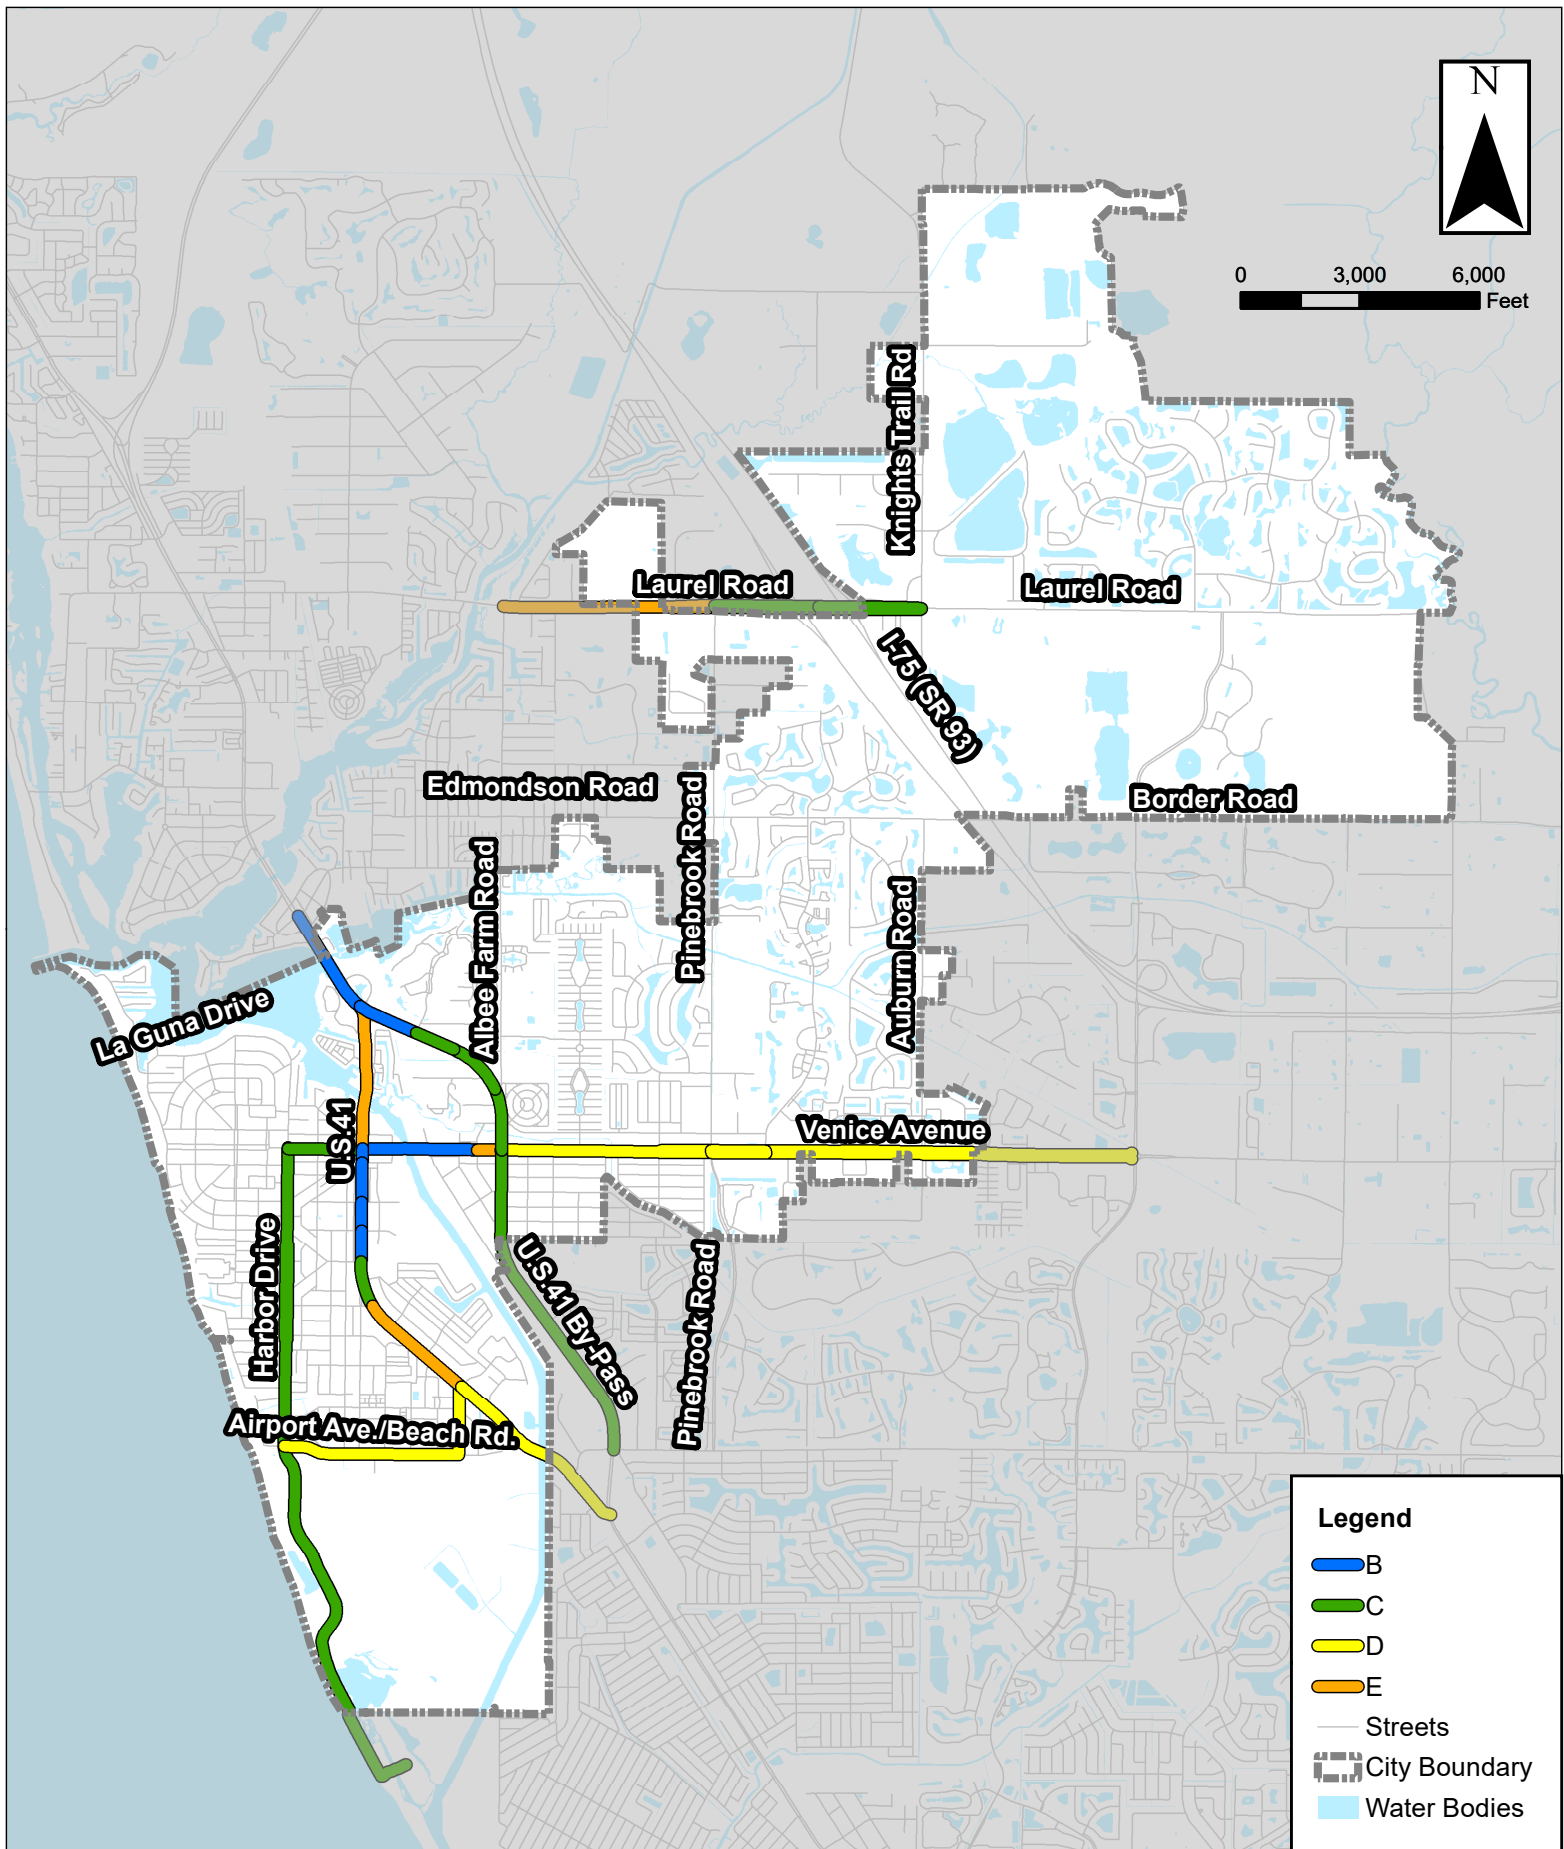 N
0 3,000 6,000
Feet
Knights Trail Rd
Laurel Road
Laurel Road
I-75 (SR 93)
Edmondson Road
Pinebrook Road
Border Road
Albee Farm Road
Auburn Road
La Guna Drive
U.S.41
Venice Avenue
Harbor Drive
U.S.41 By-Pass
Pinebrook Road
Airport Ave./Beach Rd.
Legend
B
C
D
E
Streets
City Boundary
Water Bodies